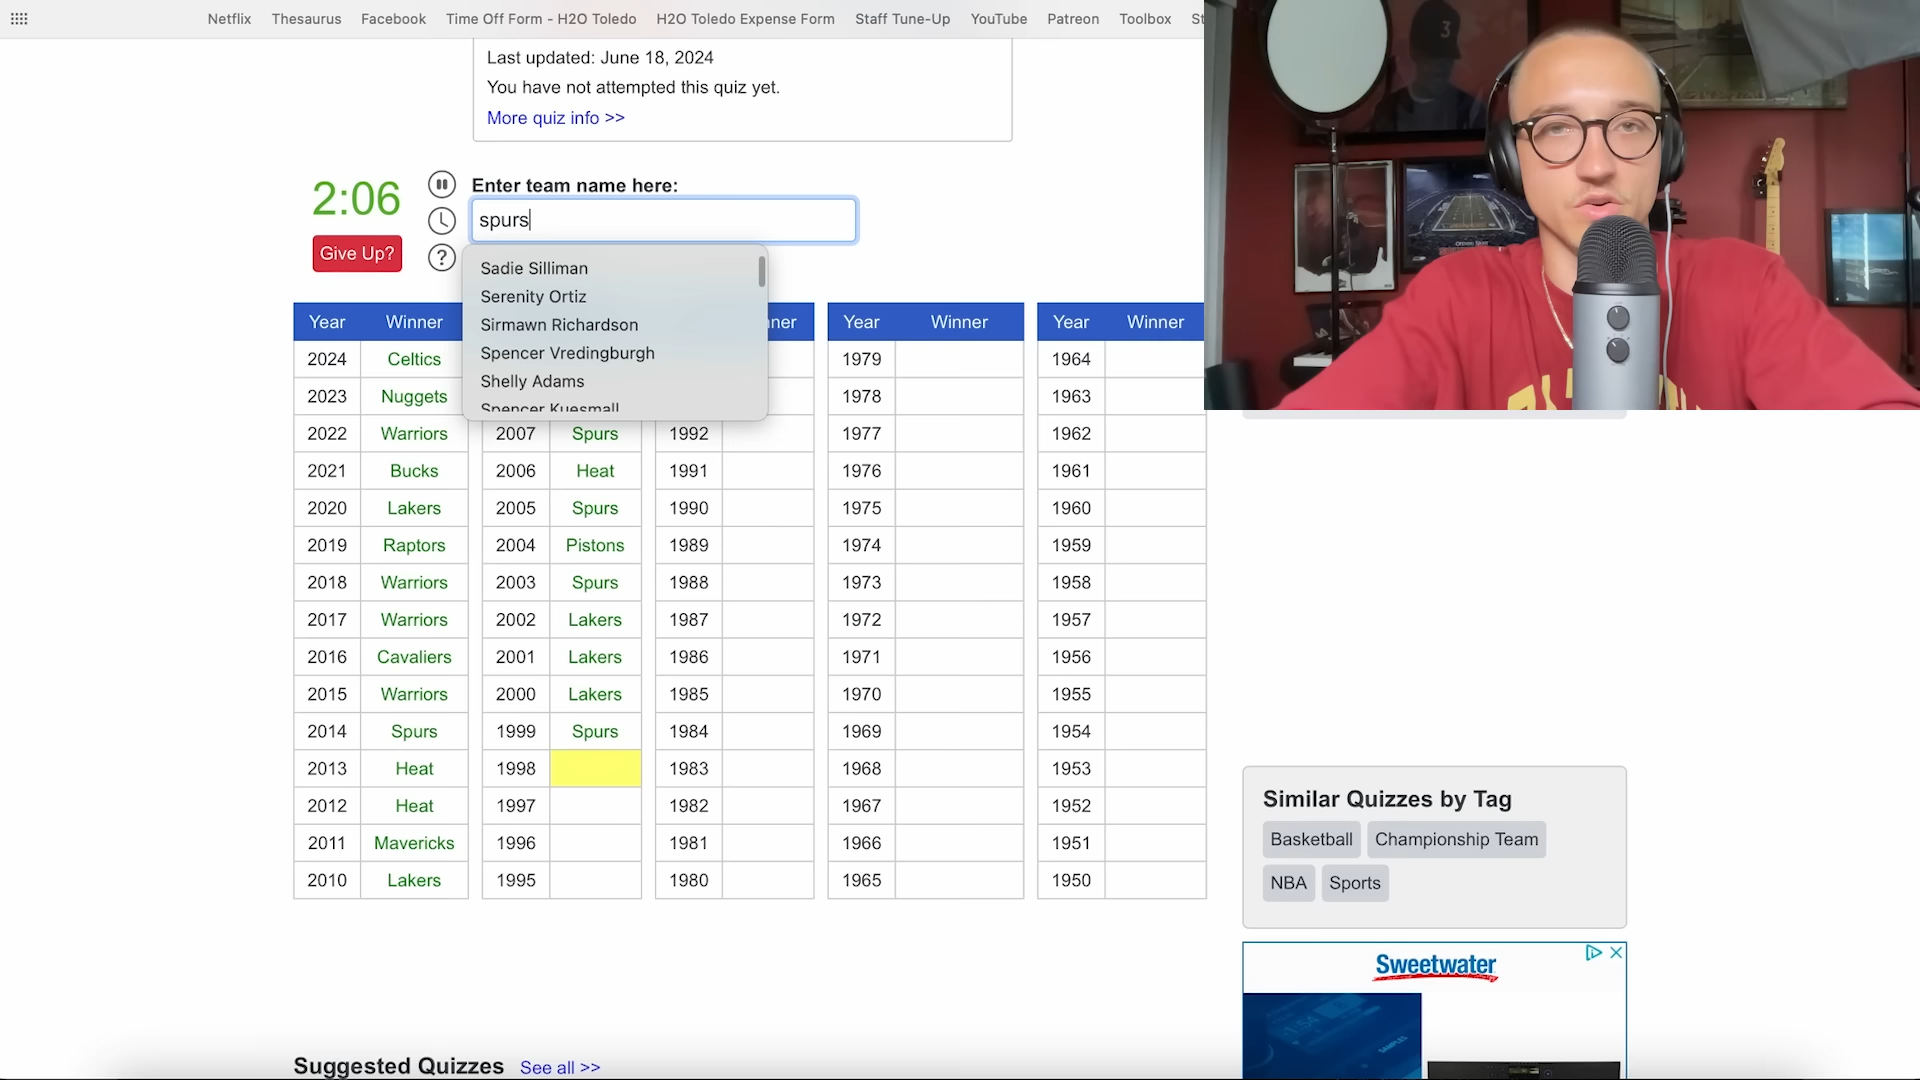 Netflix Thesaurus Facebook Time Off Form - H2O Toledo H2O Toledo Expense Form Staff Tune-Up YouTube Patreon Toolbox St
Last updated: June 18, 2024
You have not attempted this quiz yet.
More quiz info >>
2:06
Give Up?
?
Enter team name here:
spurs
Sadie Silliman
Serenity Ortiz
Sirmawn Richardson
Spencer Vredingburgh
Shelly Adams
Spencer Kuesmall
Year Winner nner Year Winner Year Winner
2024 Celtics 1979 1964
2023 Nuggets 1978 1963
2022 Warriors 2007 Spurs 1992 1977 1962
2021 Bucks 2006 Heat 1991 1976 1961
2020 Lakers 2005 Spurs 1990 1975 1960
2019 Raptors 2004 Pistons 1989 1974 1959
2018 Warriors 2003 Spurs 1988 1973 1958
2017 Warriors 2002 Lakers 1987 1972 1957
2016 Cavaliers 2001 Lakers 1986 1971 1956
2015 Warriors 2000 Lakers 1985 1970 1955
2014 Spurs 1999 Spurs 1984 1969 1954
2013 Heat 1998 1983 1968 1953
2012 Heat 1997 1982 1967 1952
2011 Mavericks 1996 1981 1966 1951
2010 Lakers 1995 1980 1965 1950
Similar Quizzes by Tag
Basketball Championship Team
NBA Sports
Sweetwater
Suggested Quizzes See all >>
3